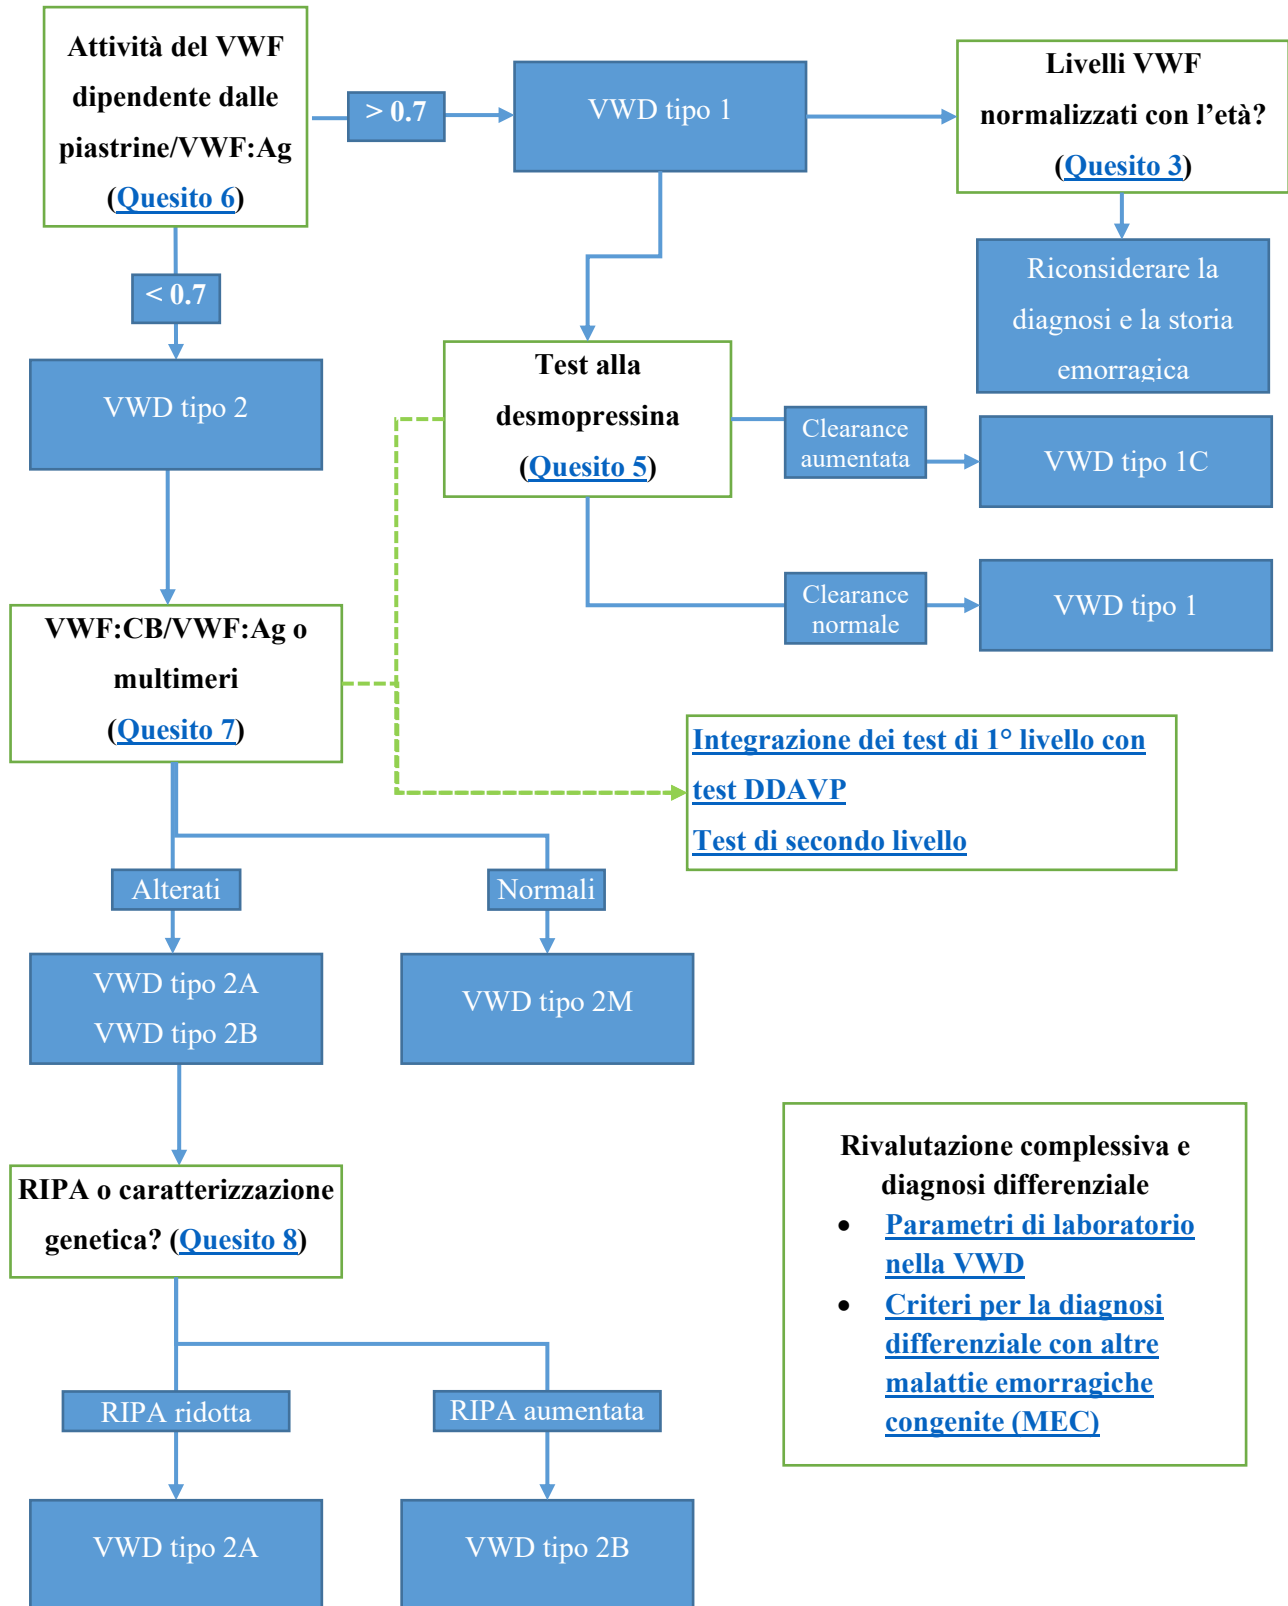 Attività del VWF
dipendente dalle
piastrine/VWF:Ag
(Quesito 6)
> 0.7
VWD tipo 1
Livelli VWF
normalizzati con l'età?
(Quesito 3)
Riconsiderare la
diagnosi e la storia
emorragica
< 0.7
VWD tipo 2
Test alla
desmopressina
(Quesito 5)
Clearance
aumentata
VWD tipo 1C
Clearance
normale
VWD tipo 1
VWF:CB/VWF:Ag o
multimeri
(Quesito 7)
Integrazione dei test di 1° livello con
test DDAVP
Test di secondo livello
Alterati
Normali
VWD tipo 2A
VWD tipo 2B
VWD tipo 2M
RIPA o caratterizzazione
genetica? (Quesito 8)
Rivalutazione complessiva e
diagnosi differenziale
• Parametri di laboratorio
nella VWD
• Criteri per la diagnosi
differenziale con altre
malattie emorragiche
congenite (MEC)
RIPA ridotta
RIPA aumentata
VWD tipo 2A
VWD tipo 2B